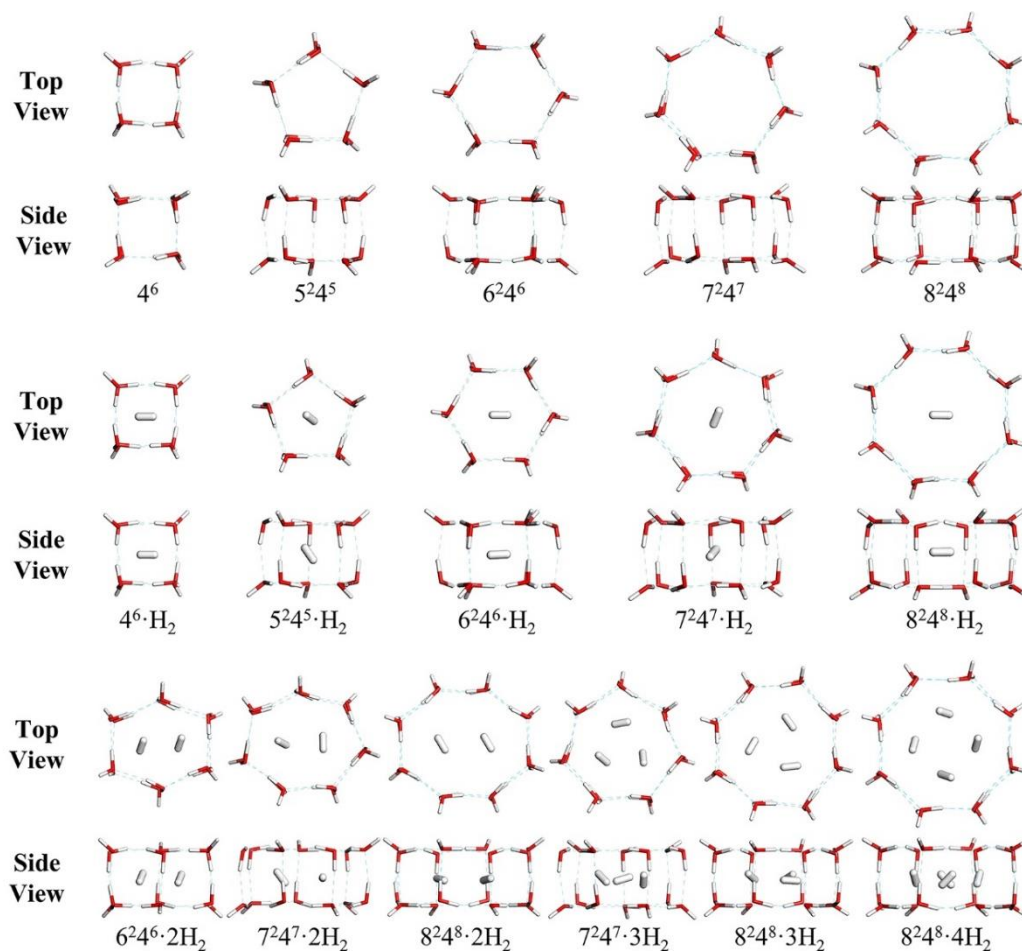 Top
View
Side
View
4⁶ 5²4⁵ 6²4⁶ 7²4⁷ 8²4⁸
Top
View
Side
View
4⁶·H₂ 5²4⁵·H₂ 6²4⁶·H₂ 7²4⁷·H₂ 8²4⁸·H₂
Top
View
Side
View
6²4⁶·2H₂ 7²4⁷·2H₂ 8²4⁸·2H₂ 7²4⁷·3H₂ 8²4⁸·3H₂ 8²4⁸·4H₂